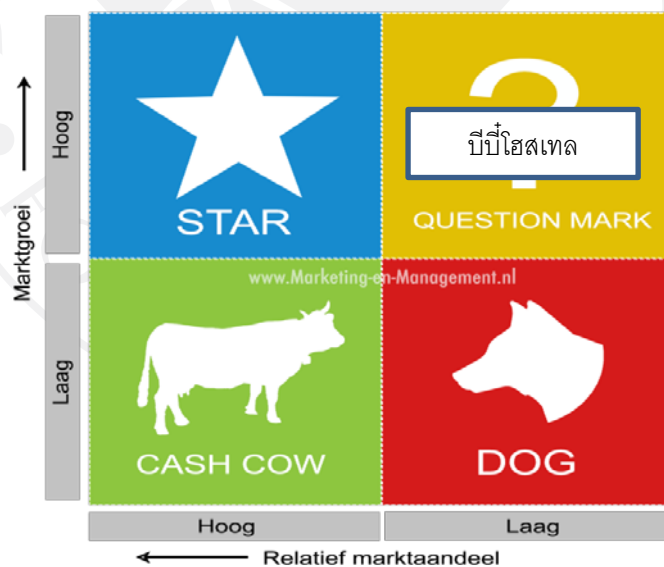 Marktgroei
Hoog
Laag
?
บีบี๋โฮสเทล
STAR
QUESTION MARK
www.Marketing-en-Management.nl
CASH COW
DOG
Hoog
Laag
Relatief marktaandeel